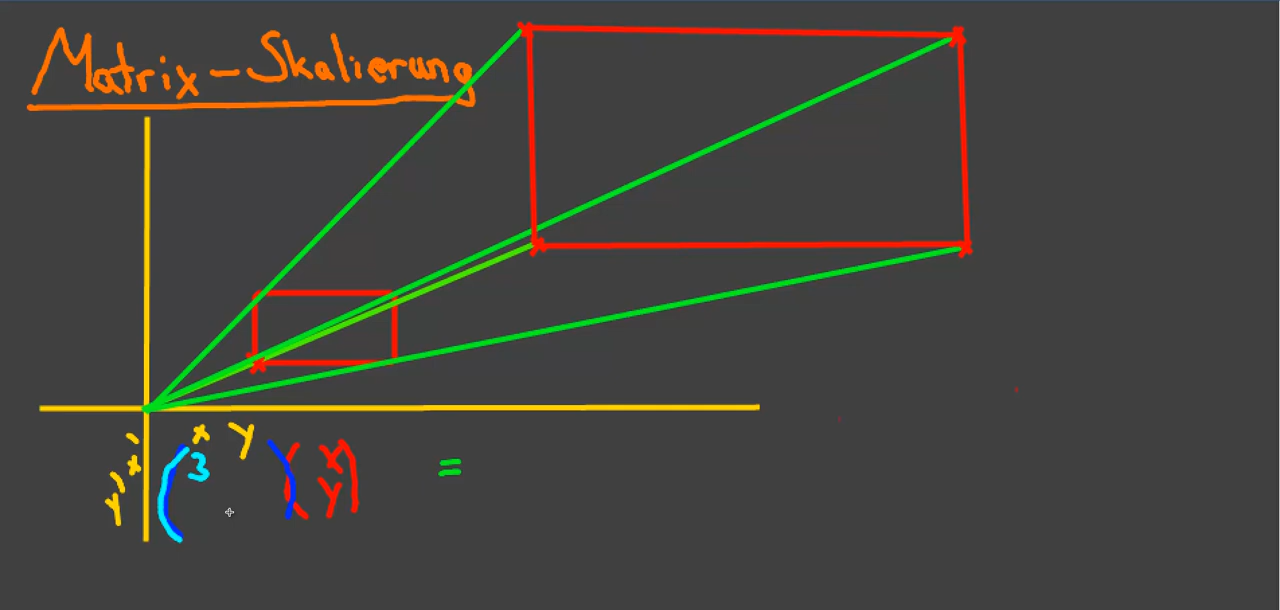 Matrix-Skalierung
x y
x' ( 3 ) ( x ) =
y' ( y )